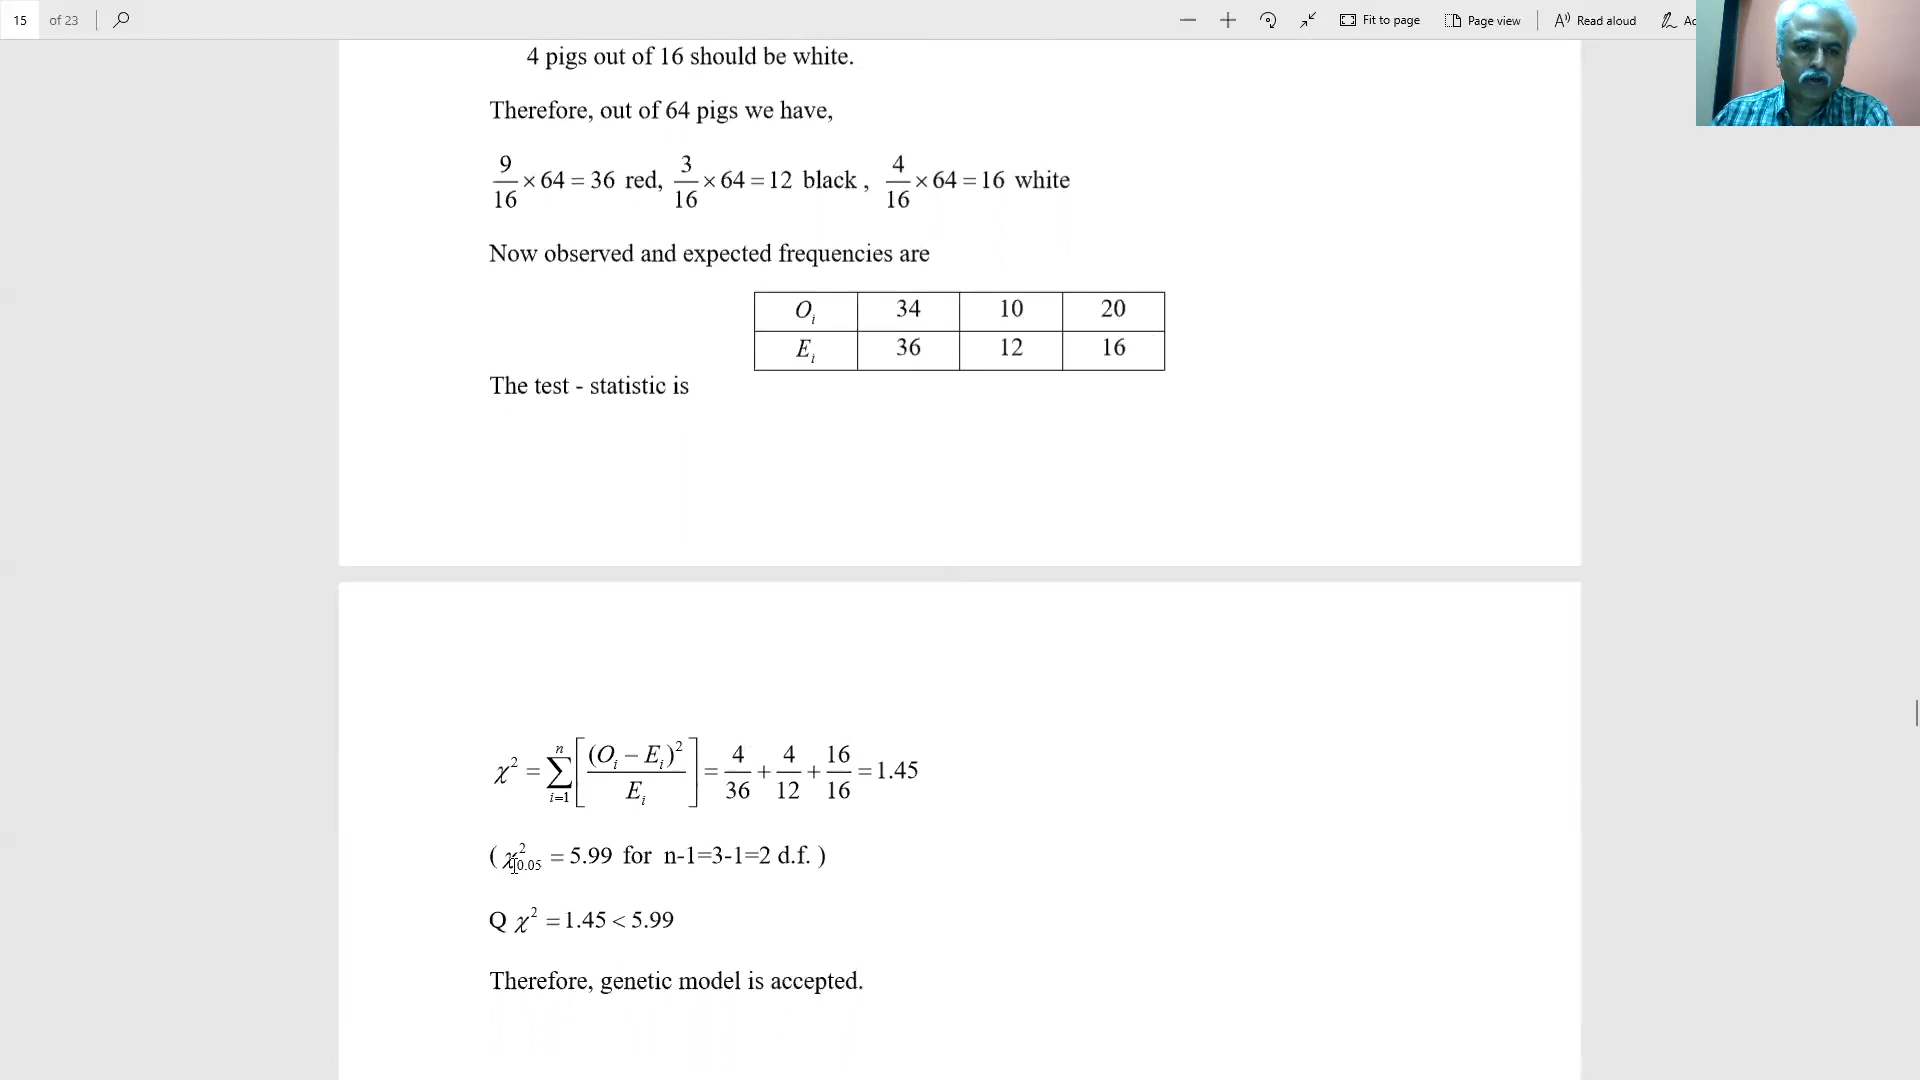 15 of 23 Fit to page Page view Read aloud
4 pigs out of 16 should be white.
Therefore, out of 64 pigs we have,
9/16 × 64 = 36 red, 3/16 × 64 = 12 black , 4/16 × 64 = 16 white
Now observed and expected frequencies are
O_i 34 10 20
E_i 36 12 16
The test - statistic is
χ² = ∑_{i=1}^{n} [ (O_i − E_i)² / E_i ] = 4/36 + 4/12 + 16/16 = 1.45
( χ²_{0.05} = 5.99 for n-1=3-1=2 d.f. )
Q χ² = 1.45 < 5.99
Therefore, genetic model is accepted.